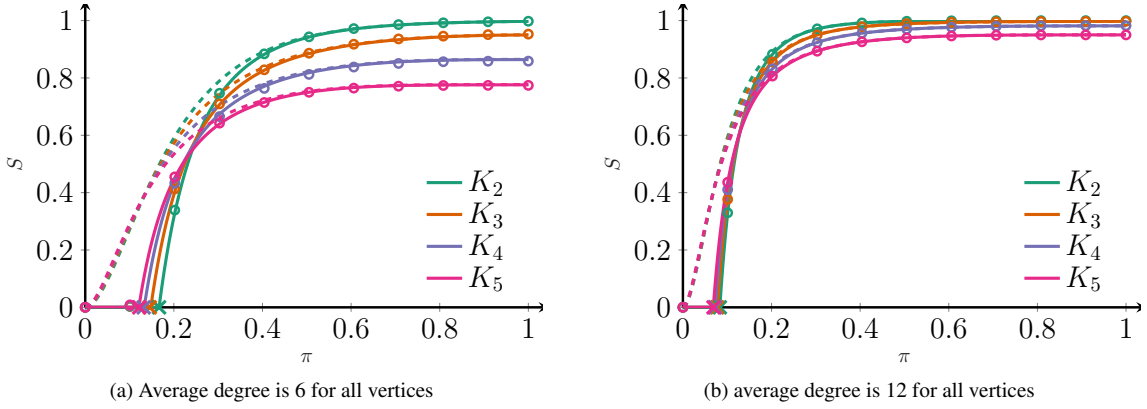 1
0.8
0.6
0.4
0.2
0
S
K₂
K₃
K₄
K₅
0 0.2 0.4 0.6 0.8 1
π
(a) Average degree is 6 for all vertices
1
0.8
0.6
0.4
0.2
0
S
K₂
K₃
K₄
K₅
0 0.2 0.4 0.6 0.8 1
π
(b) average degree is 12 for all vertices